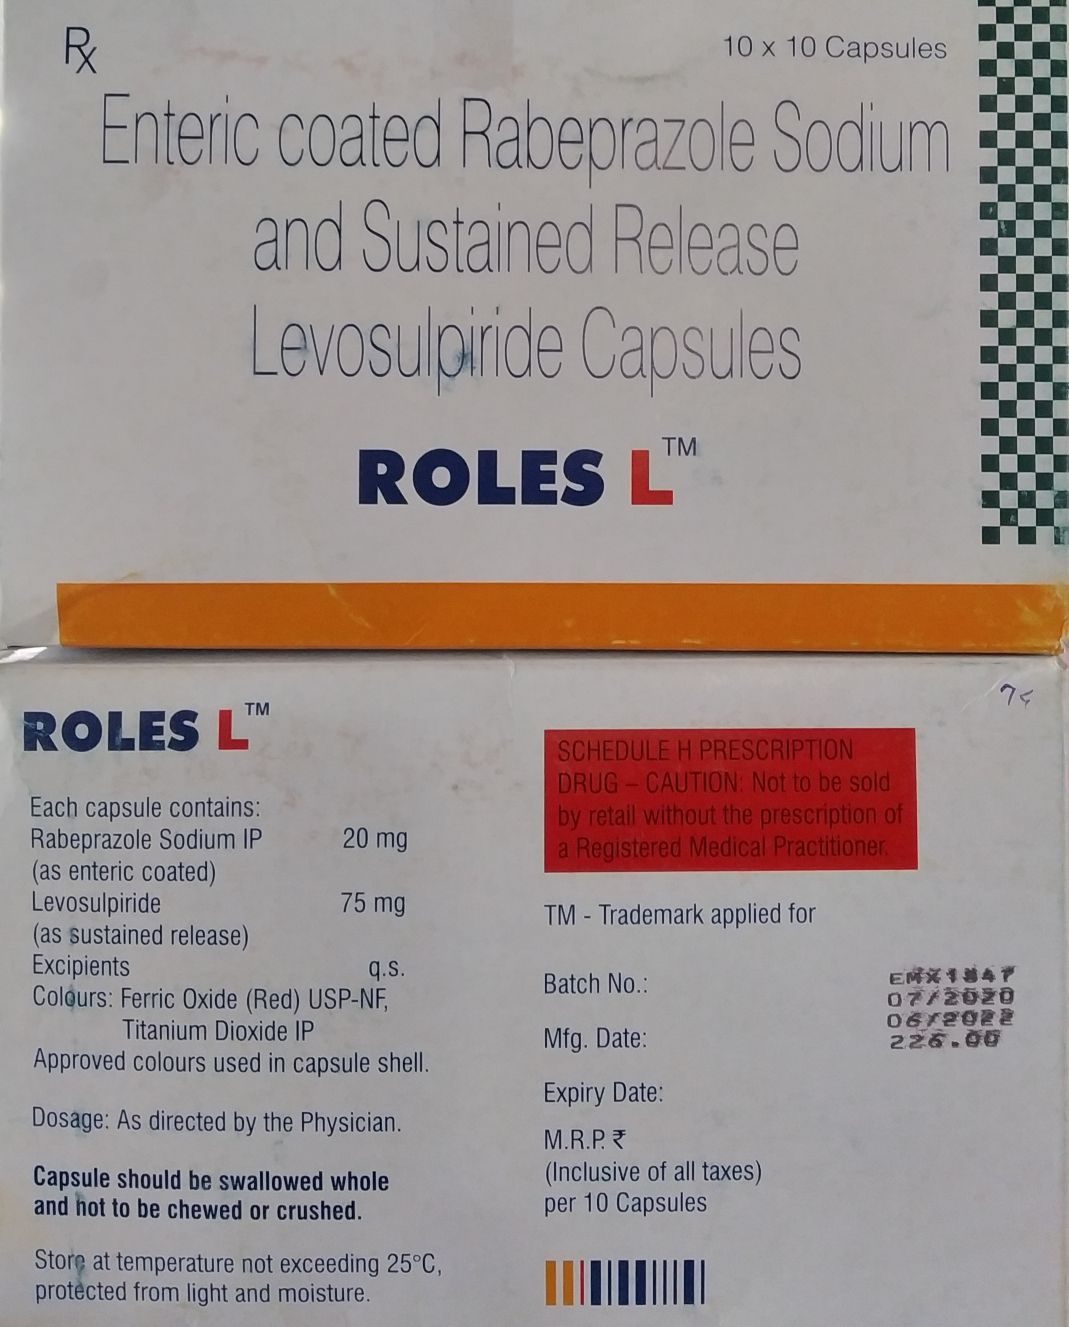 Rx
10 x 10 Capsules
Enteric coated Rabeprazole Sodium
and Sustained Release
Levosulpiride Capsules
ROLES L™
ROLES L™
Each capsule contains:
Rabeprazole Sodium IP 20 mg
(as enteric coated)
Levosulpiride 75 mg
(as sustained release)
Excipients q.s.
Colours: Ferric Oxide (Red) USP-NF,
Titanium Dioxide IP
Approved colours used in capsule shell.
Dosage: As directed by the Physician.
Capsule should be swallowed whole
and not to be chewed or crushed.
Store at temperature not exceeding 25°C,
protected from light and moisture.
SCHEDULE H PRESCRIPTION
DRUG – CAUTION: Not to be sold
by retail without the prescription of
a Registered Medical Practitioner.
TM - Trademark applied for
Batch No.:
Mfg. Date:
Expiry Date:
M.R.P. ₹
(Inclusive of all taxes)
per 10 Capsules
EMX1847
07/2020
06/2022
226.00